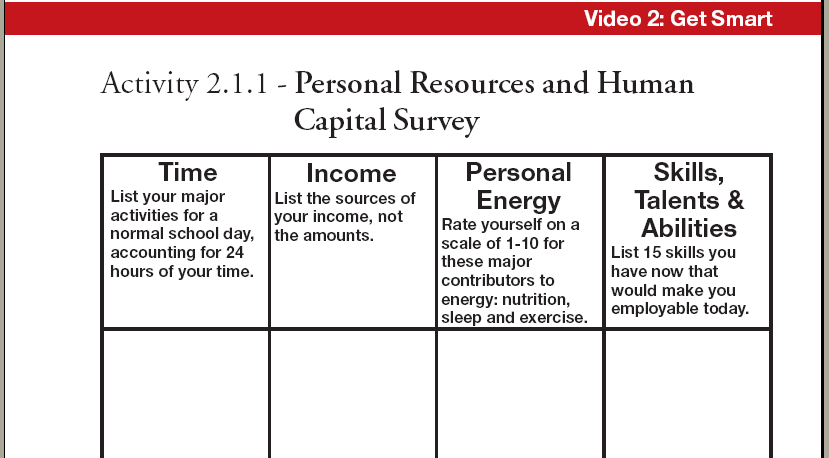 Video 2: Get Smart
Activity 2.1.1 - Personal Resources and Human
Capital Survey
Time
List your major
activities for a
normal school day,
accounting for 24
hours of your time.
Income
List the sources of
your income, not
the amounts.
Personal
Energy
Rate yourself on a
scale of 1-10 for
these major
contributors to
energy: nutrition,
sleep and exercise.
Skills,
Talents &
Abilities
List 15 skills you
have now that
would make you
employable today.